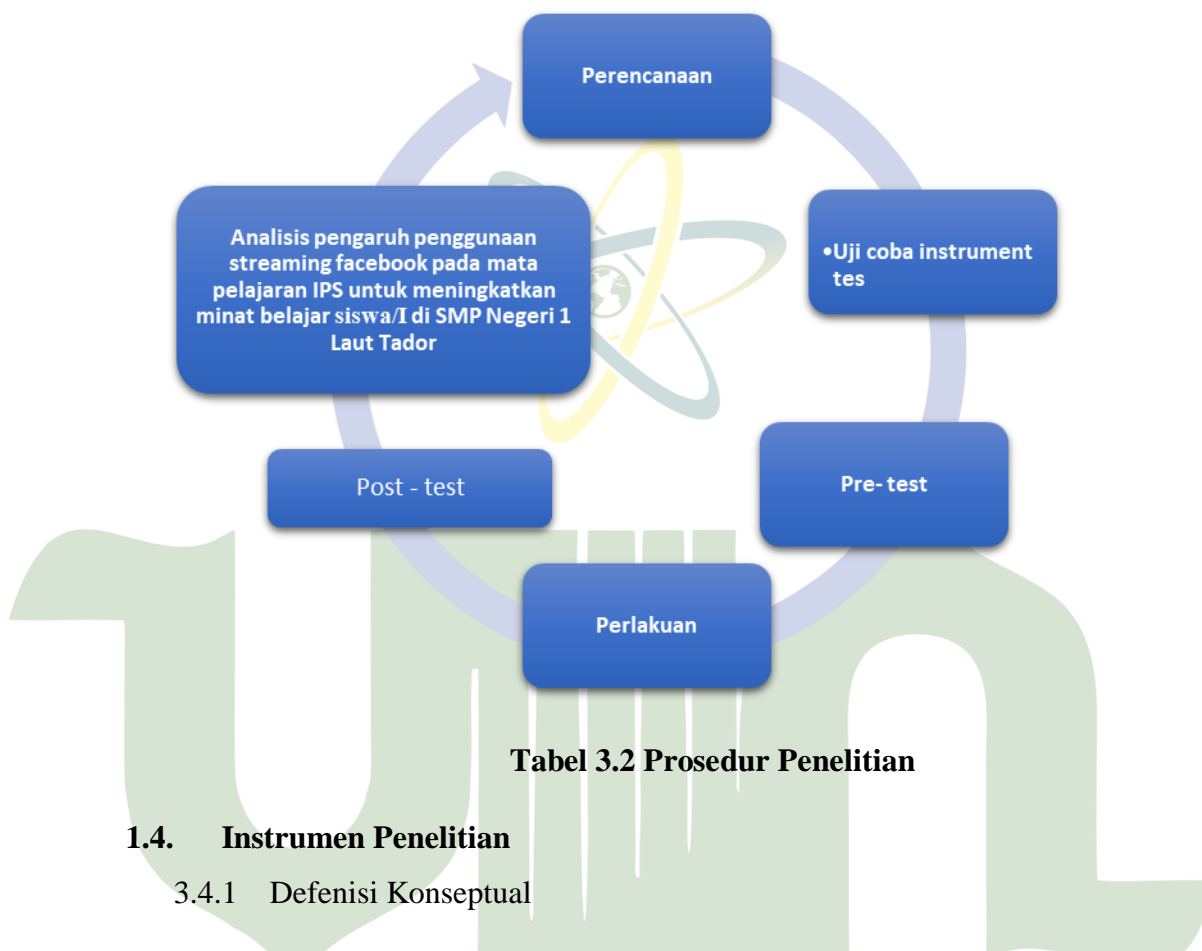 Perencanaan
•Uji coba instrument
tes
Pre- test
Perlakuan
Post - test
Analisis pengaruh penggunaan
streaming facebook pada mata
pelajaran IPS untuk meningkatkan
minat belajar siswa/I di SMP Negeri 1
Laut Tador
Tabel 3.2 Prosedur Penelitian
1.4. Instrumen Penelitian
3.4.1 Defenisi Konseptual